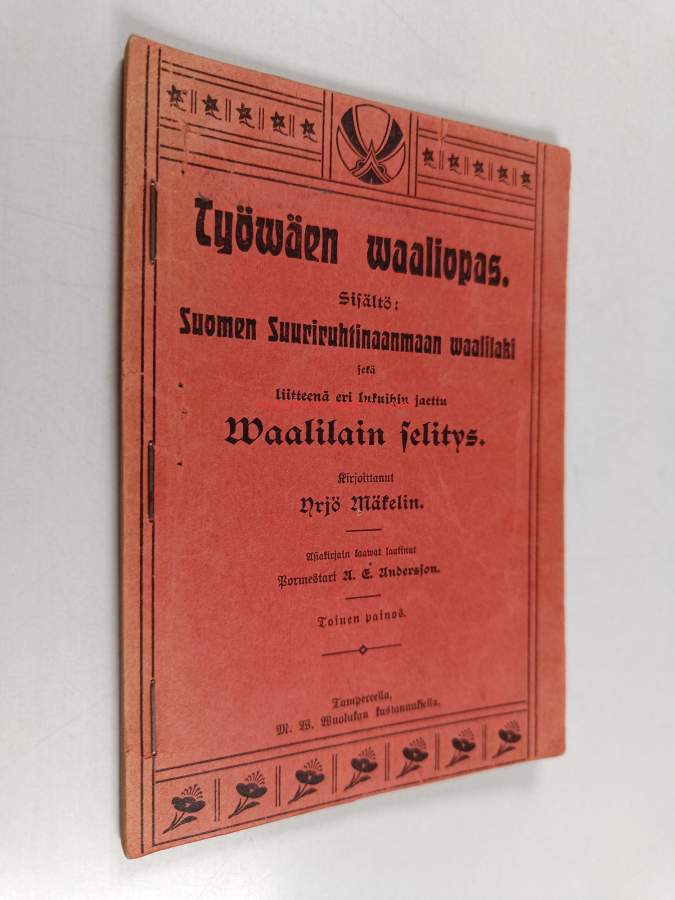 Työwäen waaliopas.
Sisältö:
Suomen Suuriruhtinaanmaan waalilaki
sekä
liitteenä eri lukuihin jaettu
Waalilain selitys.
Kirjoittanut
Yrjö Mäkelin.
Asiakirjain kaawat laatinut
Pormestari A. E. Andersson.
Toinen painos.
Tampereella,
M. W. Wuolukon kustannuksella.